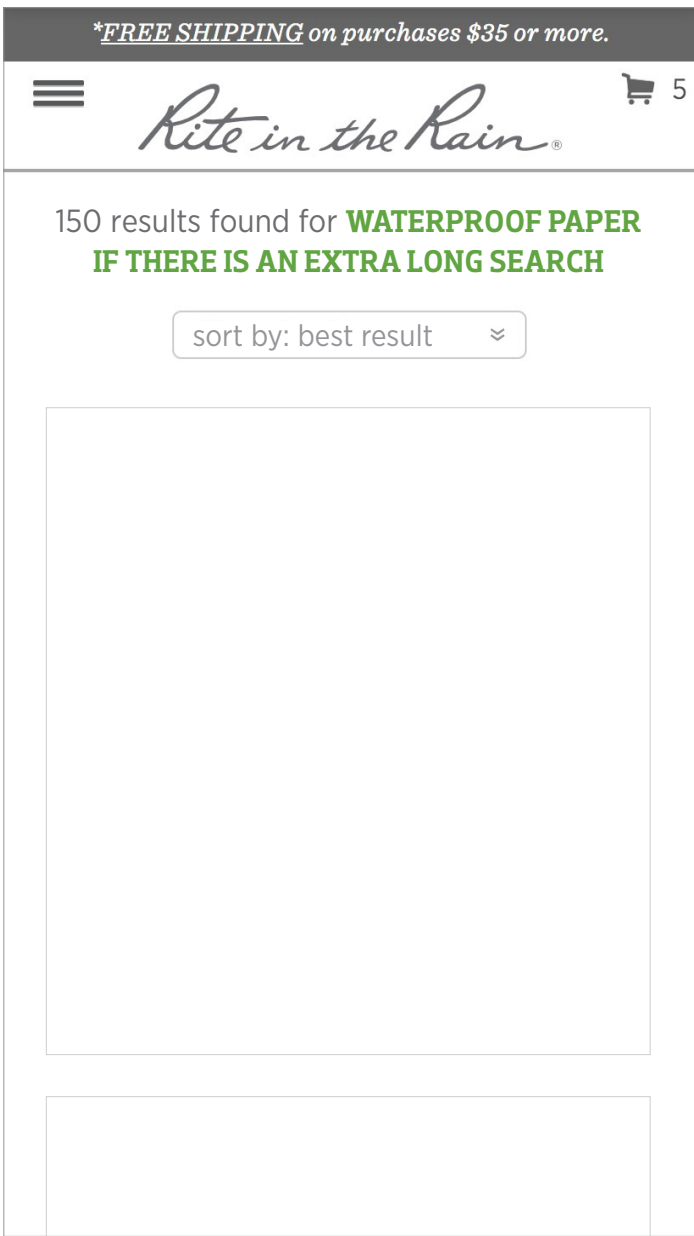 *FREE SHIPPING on purchases $35 or more.
Rite in the Rain®
5
150 results found for WATERPROOF PAPER
IF THERE IS AN EXTRA LONG SEARCH
sort by: best result